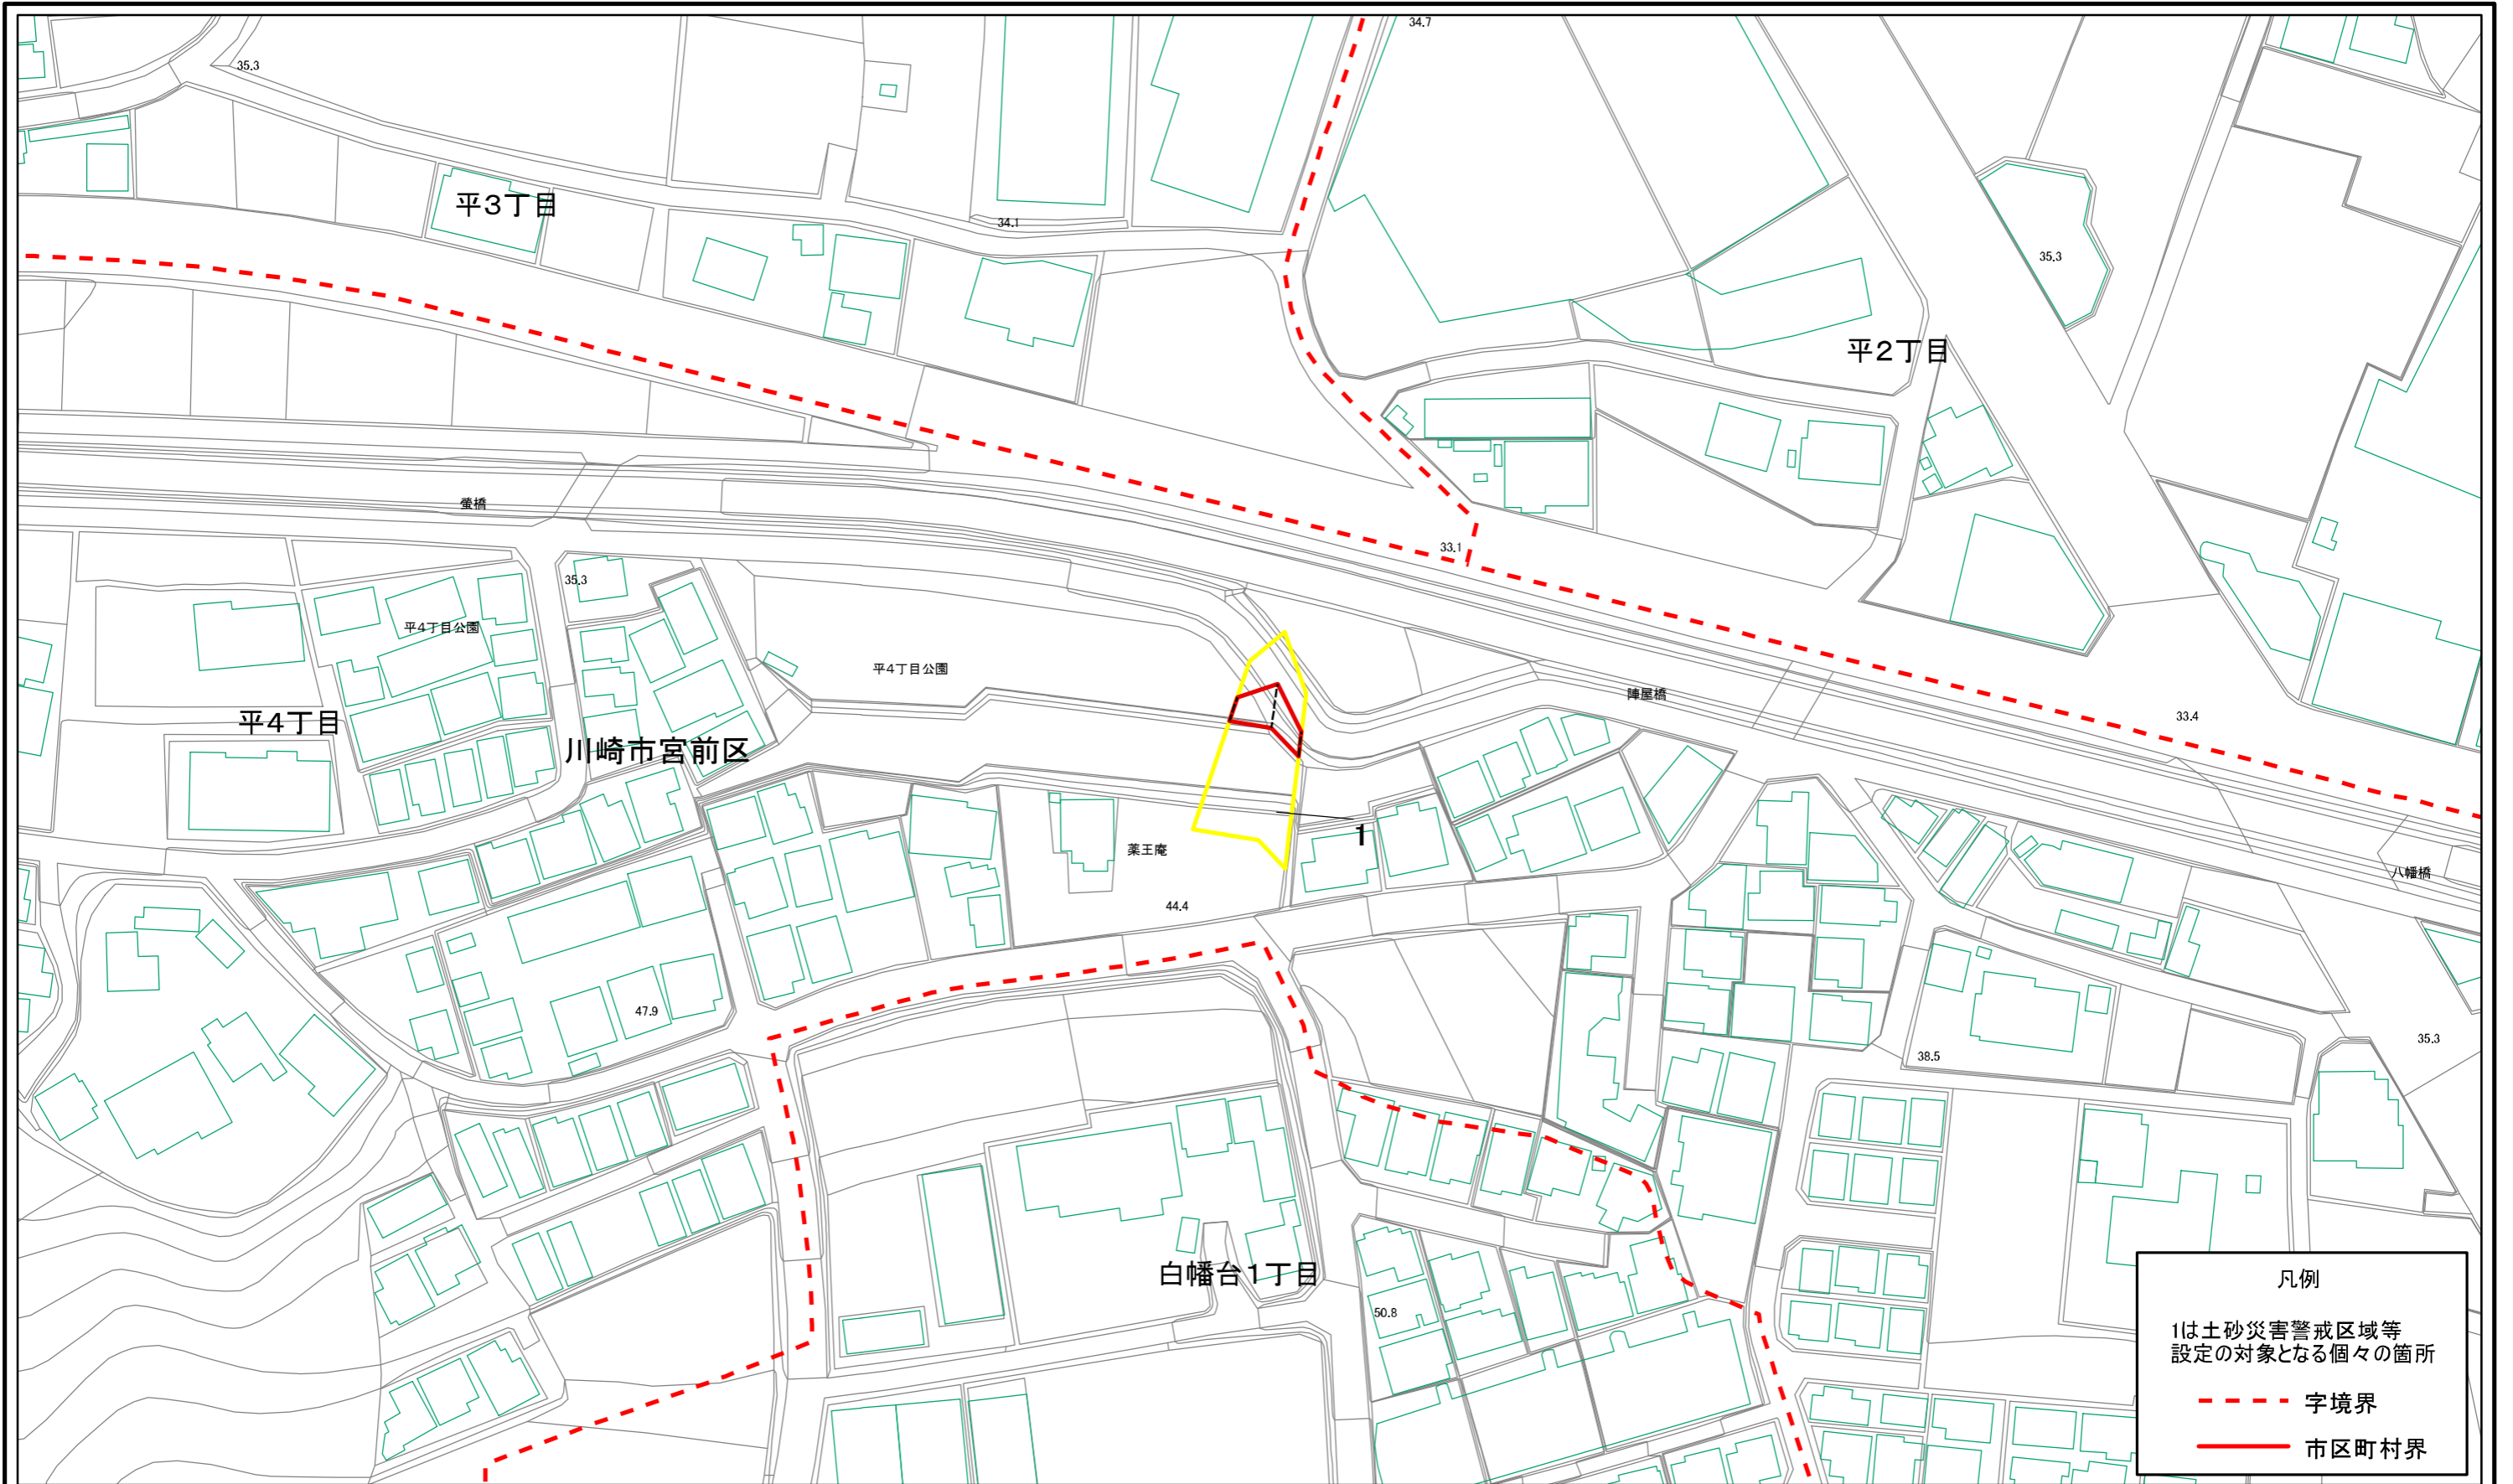 34.7
35.3
平3丁目
34.1
35.3
平2丁目
螢橋
33.1
35.3
平4丁目公園
平4丁目公園
陣屋橋
33.4
平4丁目
川崎市宮前区
1
薬王庵
八幡橋
44.4
47.9
38.5
35.3
白幡台1丁目
50.8
凡例
1は土砂災害警戒区域等
設定の対象となる個々の箇所
字境界
市区町村界